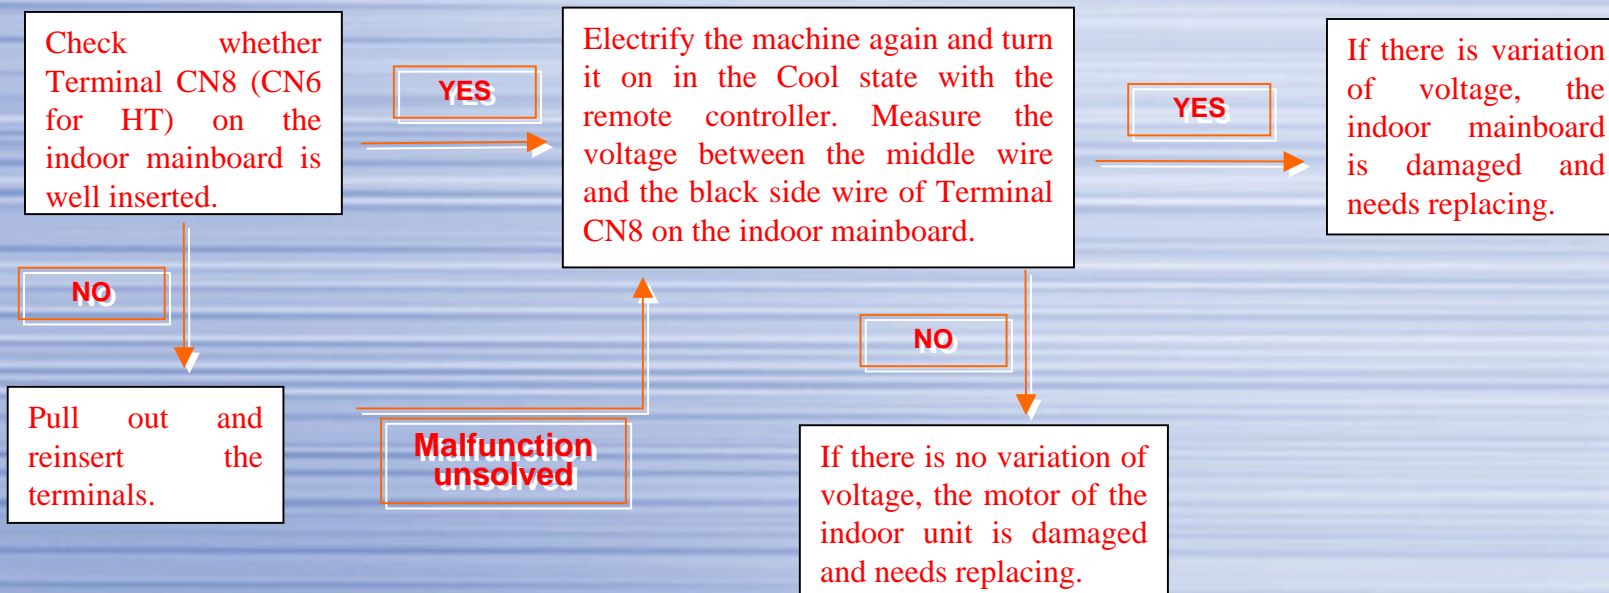 Check whether
Terminal CN8 (CN6
for HT) on the
indoor mainboard is
well inserted.
YES
Electrify the machine again and turn
it on in the Cool state with the
remote controller. Measure the
voltage between the middle wire
and the black side wire of Terminal
CN8 on the indoor mainboard.
YES
If there is variation
of voltage, the
indoor mainboard
is damaged and
needs replacing.
NO
Pull out and
reinsert the
terminals.
Malfunction
unsolved
NO
If there is no variation of
voltage, the motor of the
indoor unit is damaged
and needs replacing.